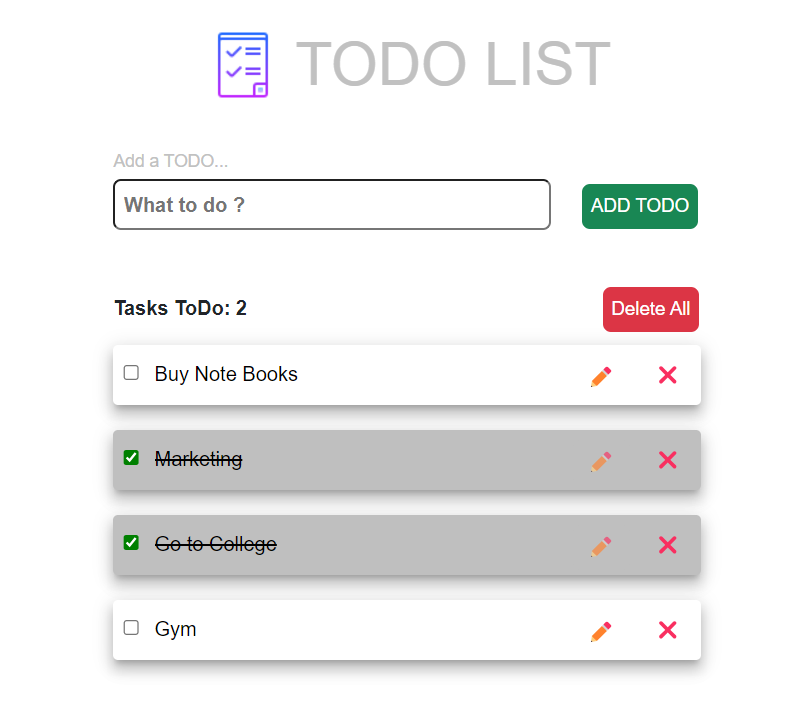 TODO LIST
Add a TODO...
What to do ?
ADD TODO
Tasks ToDo: 2
Delete All
Buy Note Books
Marketing
Go to College
Gym